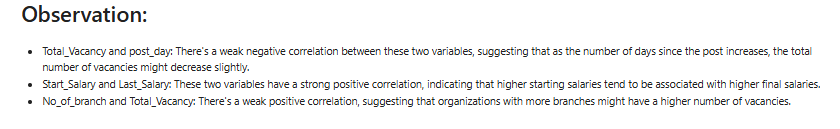 Observation:
• Total_Vacancy and post_day: There's a weak negative correlation between these two variables, suggesting that as the number of days since the post increases, the total
number of vacancies might decrease slightly.
• Start_Salary and Last_Salary: These two variables have a strong positive correlation, indicating that higher starting salaries tend to be associated with higher final salaries.
• No_of_branch and Total_Vacancy: There's a weak positive correlation, suggesting that organizations with more branches might have a higher number of vacancies.